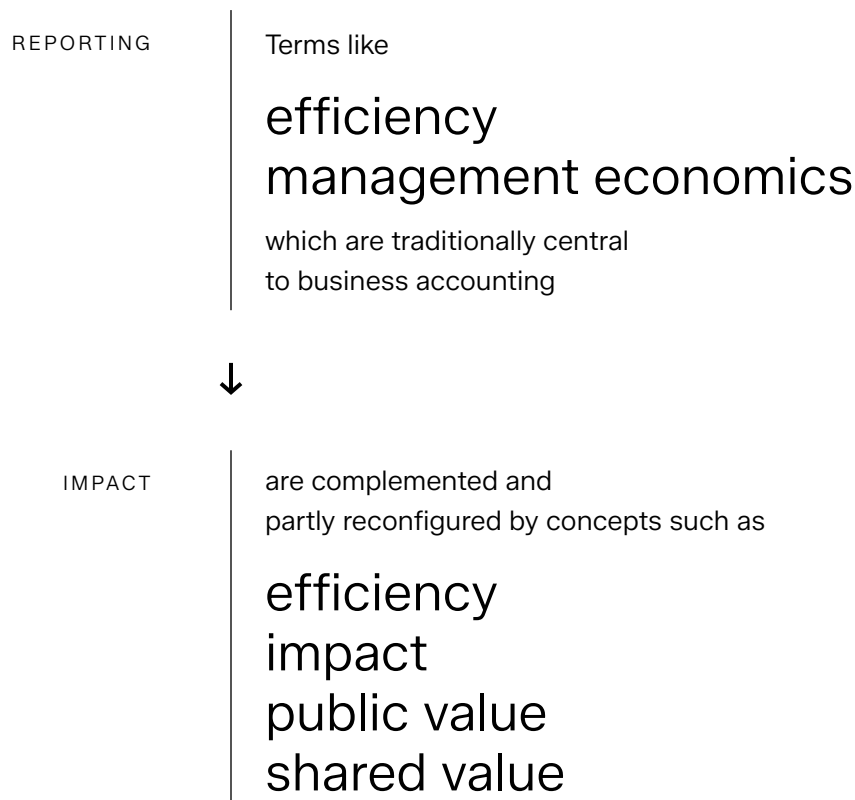 REPORTING
Terms like
efficiency
management economics
which are traditionally central
to business accounting
IMPACT
are complemented and
partly reconfigured by concepts such as
efficiency
impact
public value
shared value